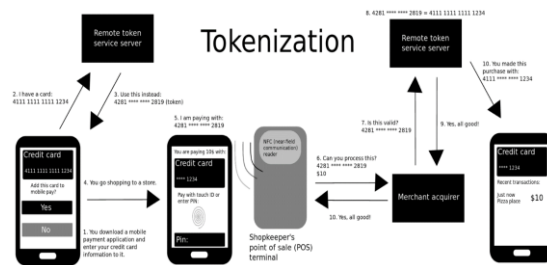 Tokenization
Remote token
service server
2. I have a card:
4111 1111 1111 1234
3. Use this instead:
4281 **** **** 2819 (token)
Credit card
4111 1111 1111 1234
Add this card to
mobile pay?
Yes
No
4. You go shopping to a store.
1. You download a mobile
payment application and
enter your credit card
information to it.
5. I am paying with:
4281 **** **** 2819
You are paying 10$ with:
Credit card
**** 1234
Pay with touch ID or
enter PIN:
Pin:
NFC (near-field
communication)
reader
Shopkeeper's
point of sale (POS)
terminal
6. Can you process this?
4281 **** **** 2819
$10
10. Yes, all good!
Merchant acquirer
7. Is this valid?
4281 **** **** 2819
8. 4281 **** **** 2819 = 4111 1111 1111 1234
Remote token
service server
9. Yes, all good!
10. You made this
purchase with:
4111 **** **** 1234
Credit card
**** 1234
Recent transactions:
Just now
Pizza place
$10